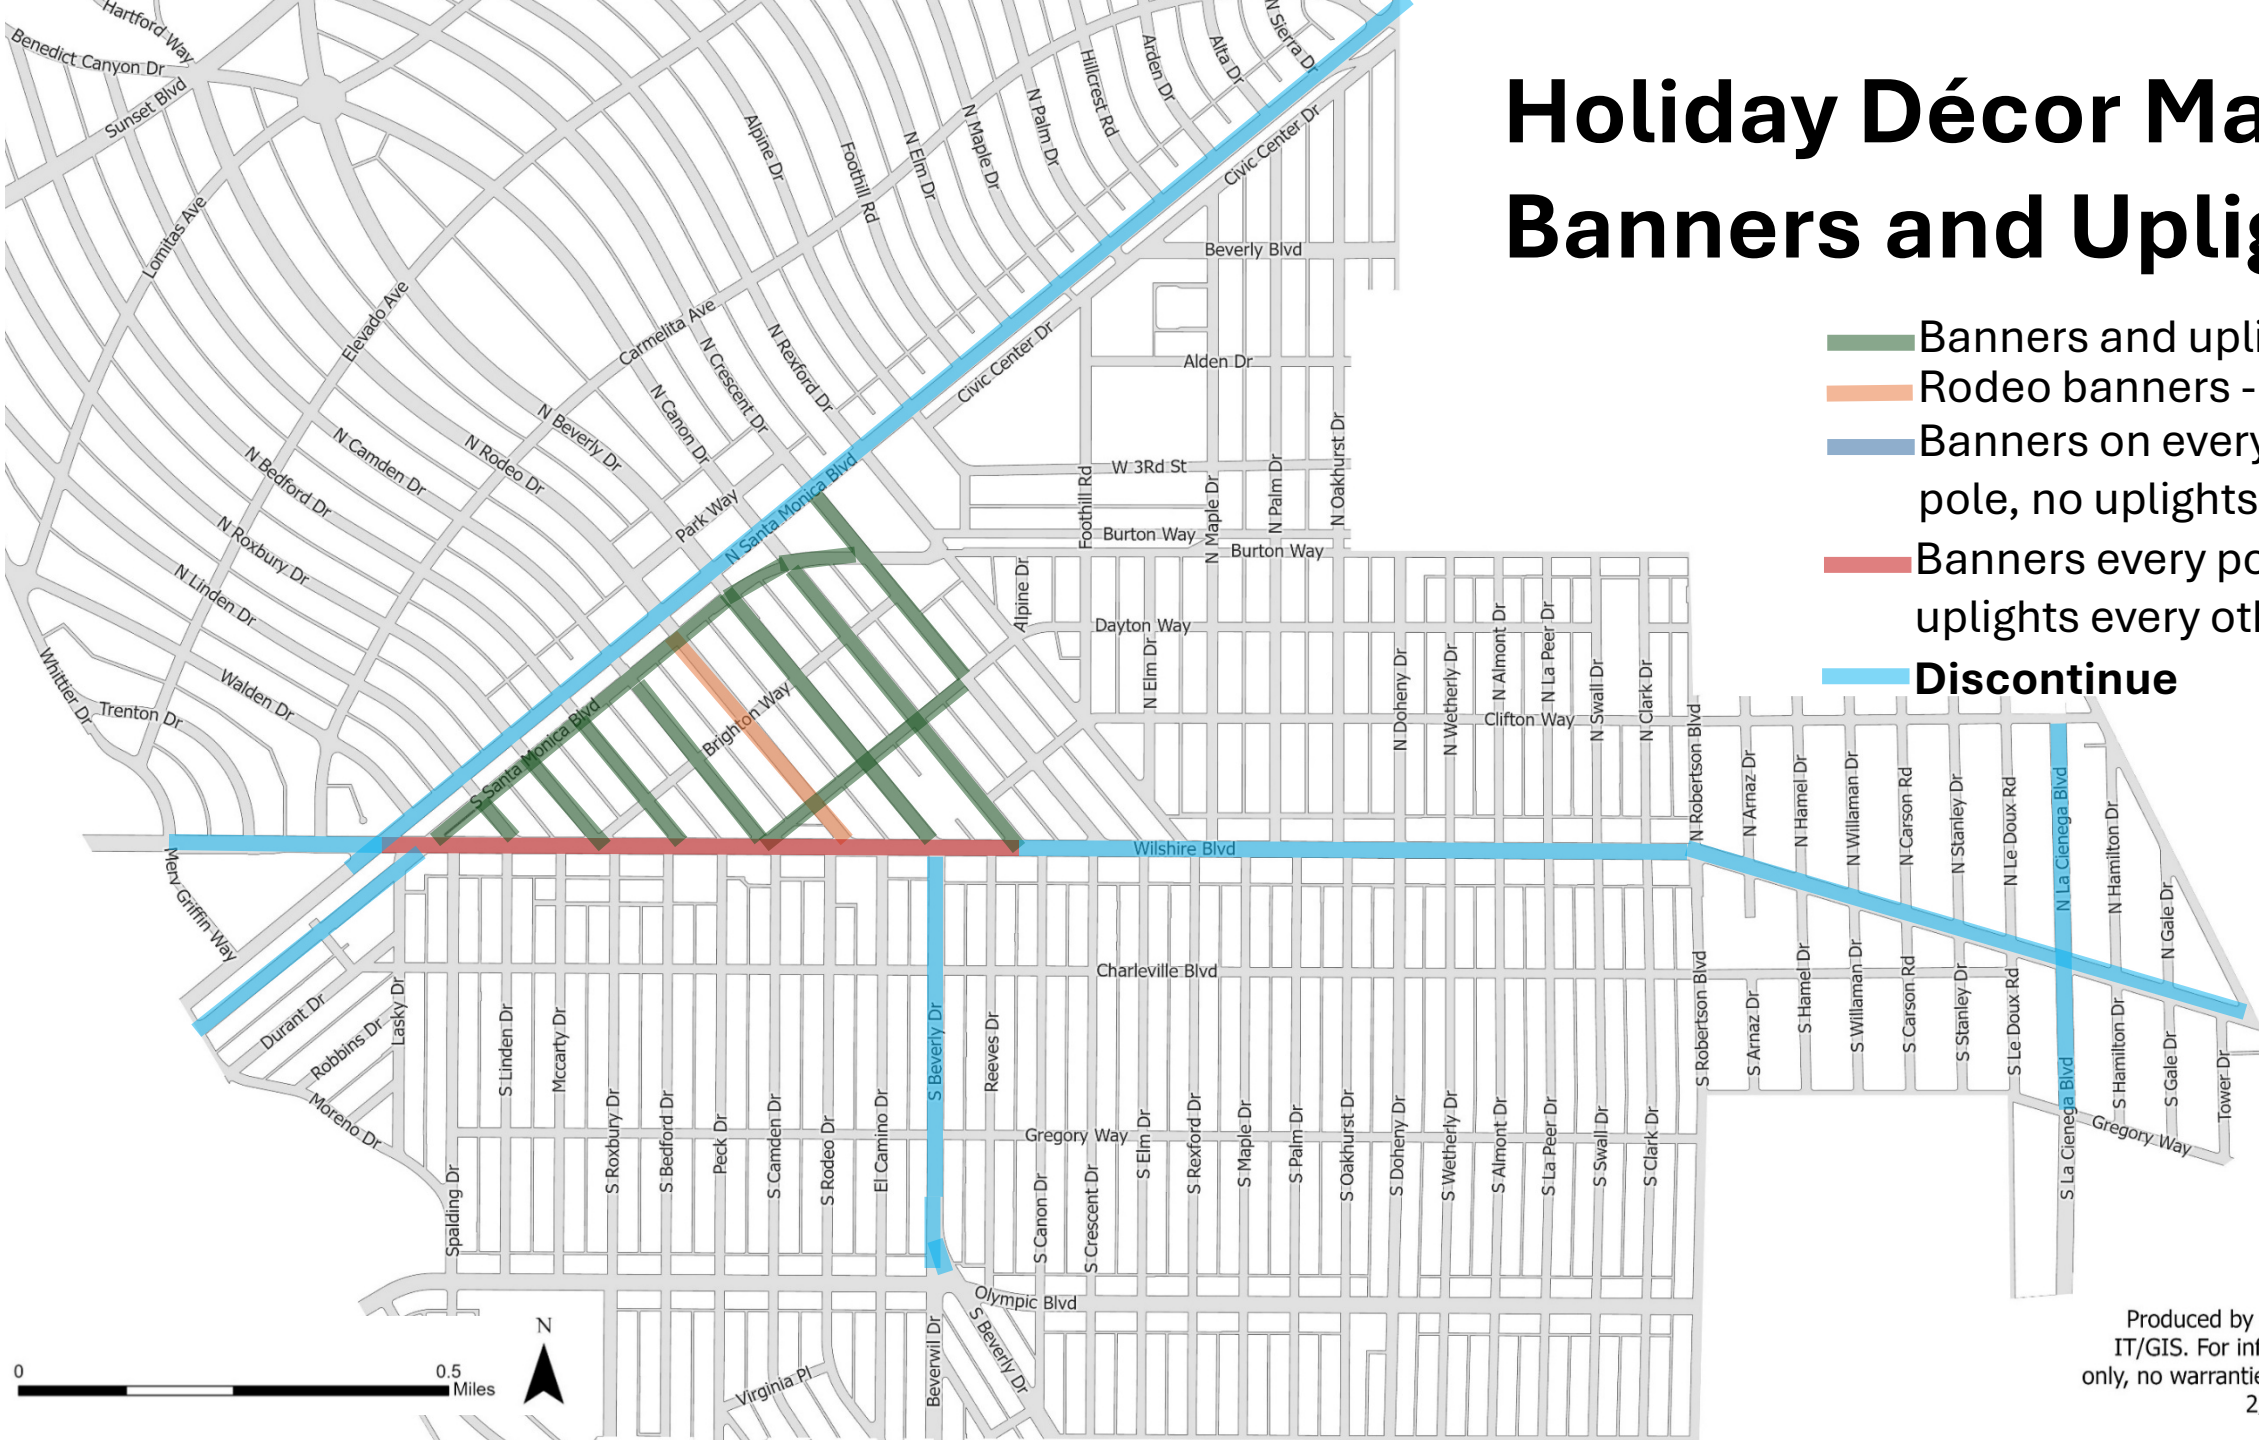 Holiday Décor Ma
Banners and Uplig
Banners and upli
Rodeo banners -
Banners on every
pole, no uplights
Banners every po
uplights every oth
Discontinue
Hartford Way
Benedict Canyon Dr
Sunset Blvd
Lomitas Ave
Elevado Ave
Carmelita Ave
Alpine Dr
Foothill Rd
N Elm Dr
N Maple Dr
N Palm Dr
Hillcrest Rd
Arden Dr
Alta Dr
N Sierra Dr
Civic Center Dr
Beverly Blvd
Civic Center Dr
Alden Dr
N Rexford Dr
N Crescent Dr
N Canon Dr
N Beverly Dr
N Rodeo Dr
N Camden Dr
N Bedford Dr
N Roxbury Dr
N Linden Dr
Park Way
N Santa Monica Blvd
W 3Rd St
Foothill Rd
N Maple Dr
N Palm Dr
N Oakhurst Dr
Burton Way
Burton Way
Alpine Dr
Dayton Way
N Elm Dr
N Doheny Dr
N Wetherly Dr
N Almont Dr
N La Peer Dr
N Swall Dr
N Clark Dr
Clifton Way
N Robertson Blvd
Whittier Dr
Trenton Dr
Walden Dr
S Santa Monica Blvd
Brighton Way
N Arnaz Dr
N Hamel Dr
N Willaman Dr
N Carson Rd
N Stanley Dr
N Le Doux Rd
N La Cienega Blvd
N Hamilton Dr
N Gale Dr
Wilshire Blvd
Merv Griffin Way
Charleville Blvd
Durant Dr
Robbins Dr
Lasky Dr
Moreno Dr
S Linden Dr
Mccarty Dr
S Roxbury Dr
S Bedford Dr
Peck Dr
S Camden Dr
S Rodeo Dr
El Camino Dr
S Beverly Dr
Reeves Dr
Gregory Way
S Canon Dr
S Crescent Dr
S Elm Dr
S Rexford Dr
S Maple Dr
S Palm Dr
S Oakhurst Dr
S Doheny Dr
S Wetherly Dr
S Almont Dr
S La Peer Dr
S Swall Dr
S Clark Dr
S Robertson Blvd
S Arnaz Dr
S Hamel Dr
S Willaman Dr
S Carson Rd
S Stanley Dr
S Le Doux Rd
S La Cienega Blvd
S Hamilton Dr
S Gale Dr
Tower Dr
Gregory Way
Spalding Dr
Olympic Blvd
S Beverly Dr
Beverwil Dr
Virginia Pl
N
0
0.5
Miles
Produced by
IT/GIS. For inf
only, no warrantie
2